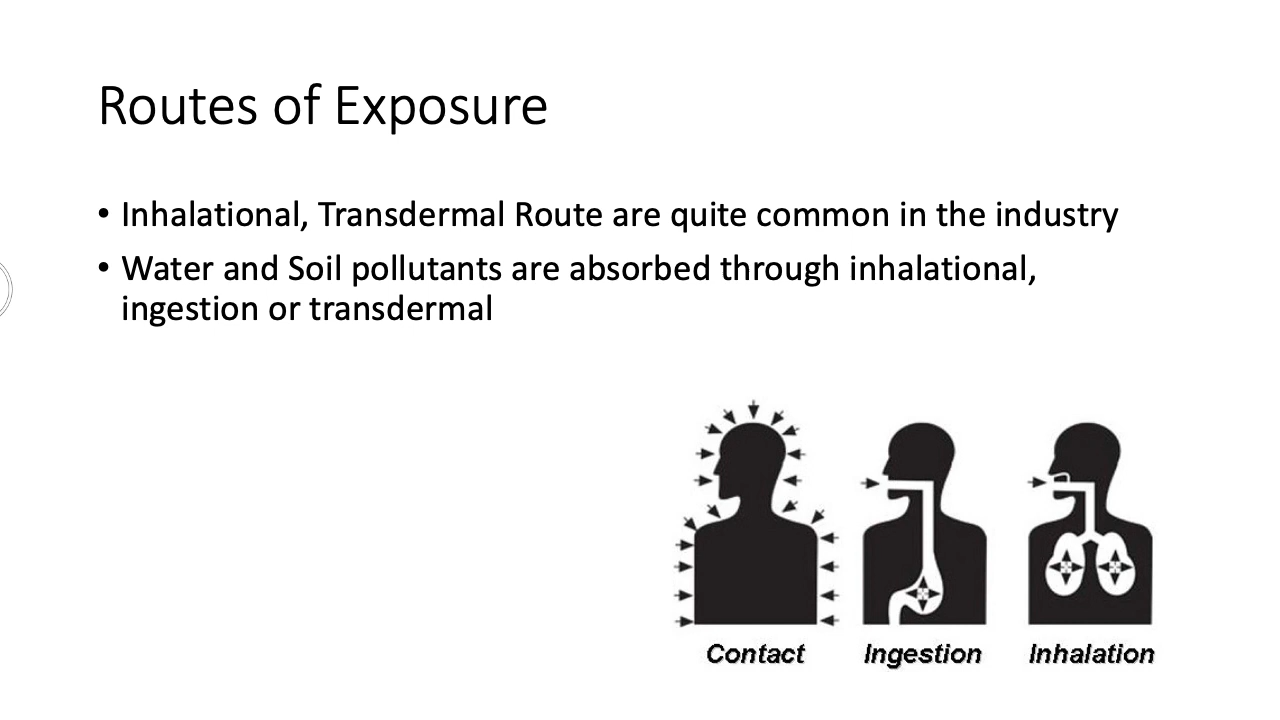 Routes of Exposure
• Inhalational, Transdermal Route are quite common in the industry
• Water and Soil pollutants are absorbed through inhalational,
ingestion or transdermal
Contact
Ingestion
Inhalation